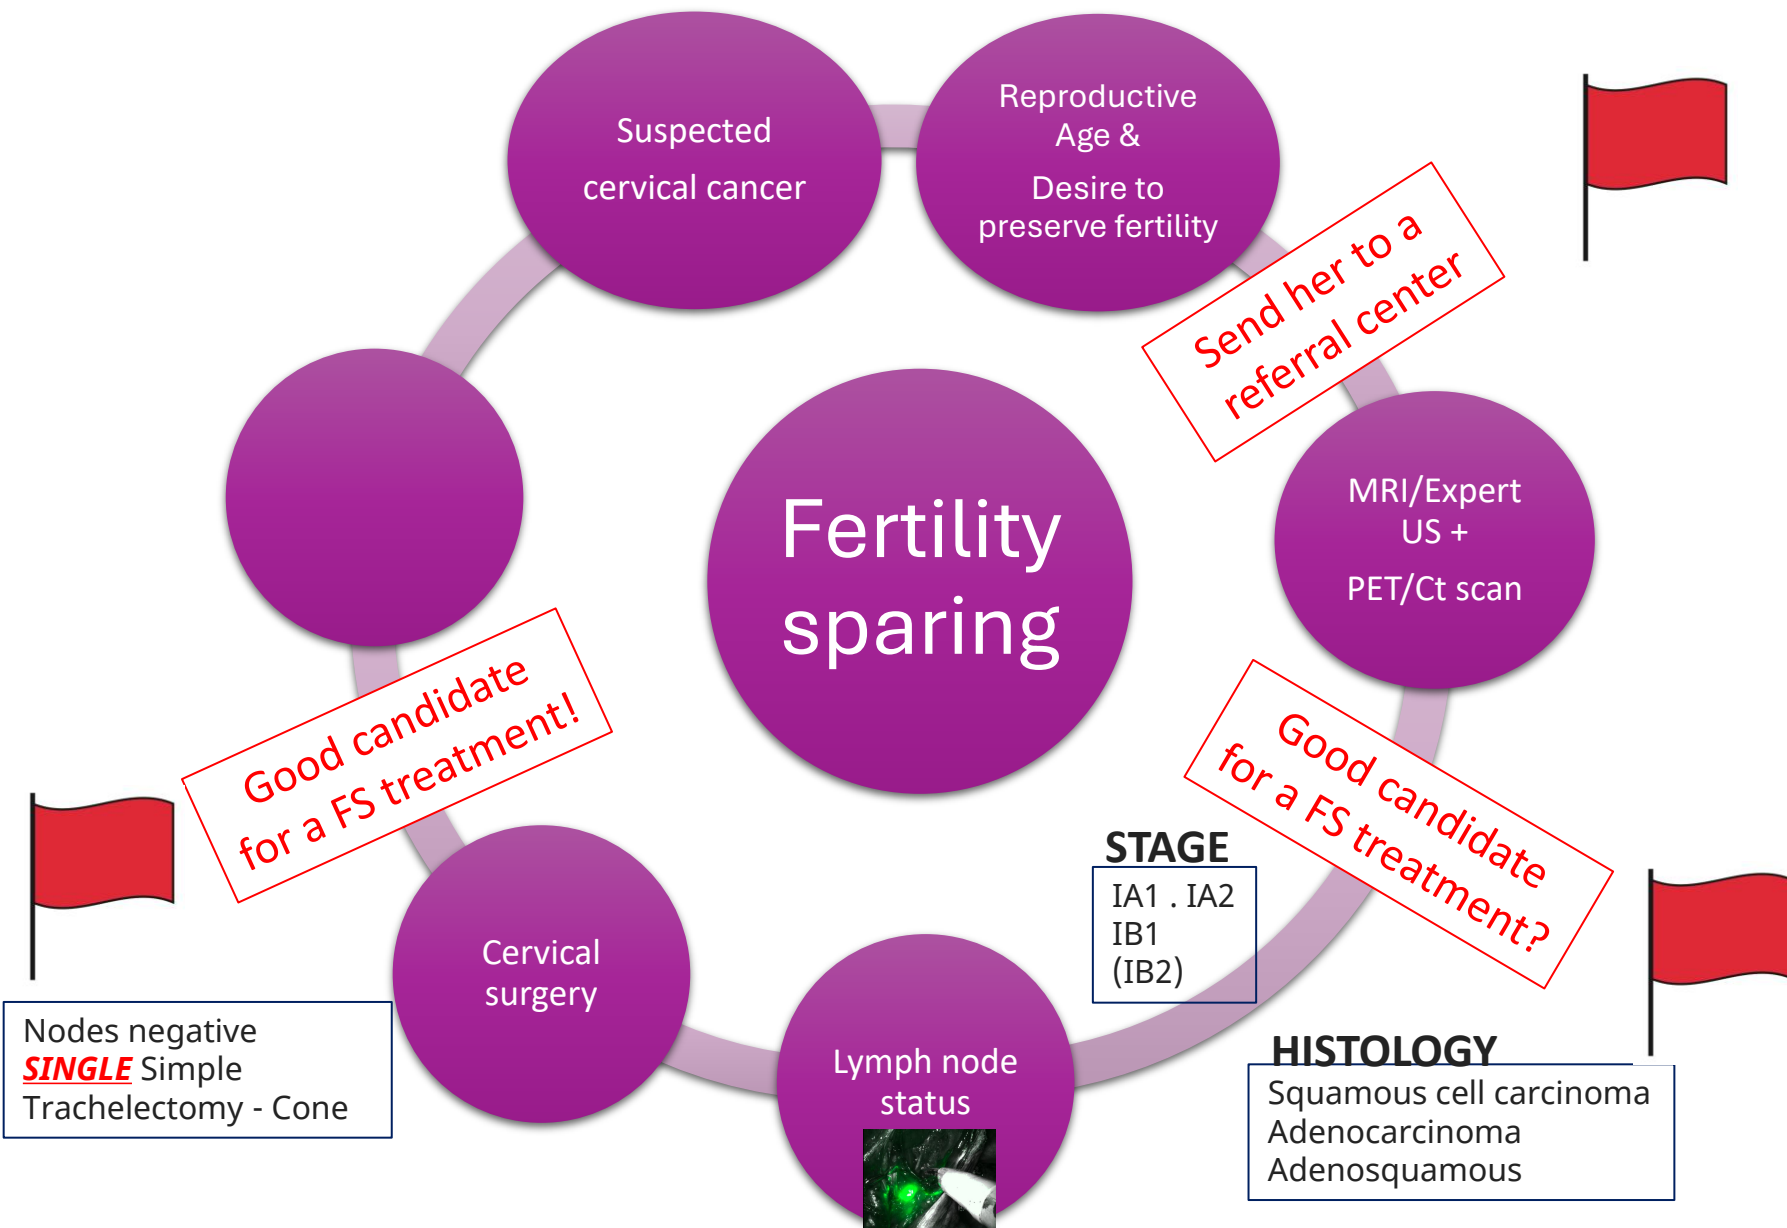 Suspected
cervical cancer
Reproductive
Age &
Desire to
preserve fertility
Send her to a
referral center
MRI/Expert
US +
PET/Ct scan
Fertility
sparing
Good candidate
for a FS treatment?
STAGE
IA1 . IA2
IB1
(IB2)
HISTOLOGY
Squamous cell carcinoma
Adenocarcinoma
Adenosquamous
Lymph node
status
Cervical
surgery
Good candidate
for a FS treatment!
Nodes negative
SINGLE Simple
Trachelectomy - Cone